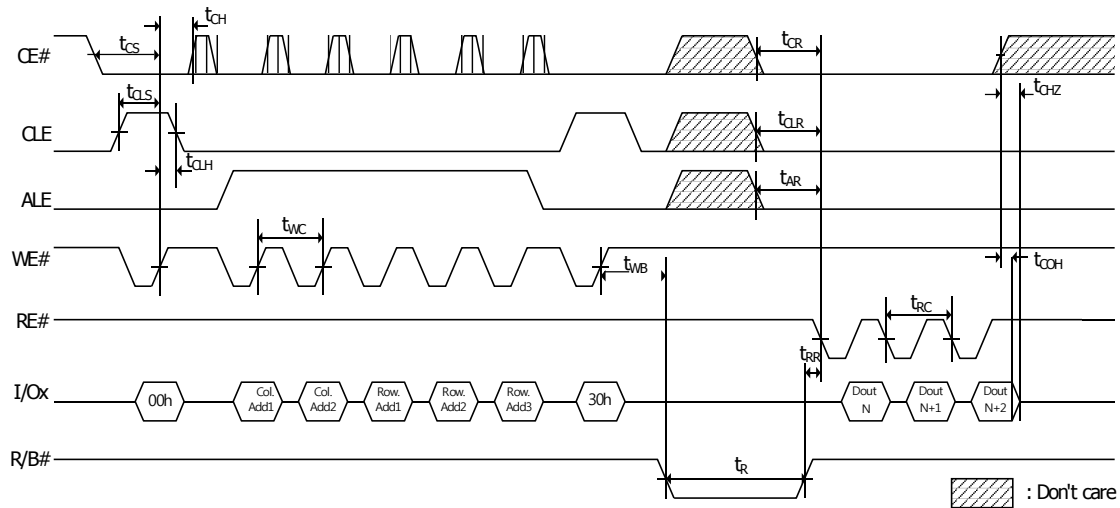 tCH
tCS
tCR
CE#
tCHZ
tCLS
tCLR
CLE
tCLH
tAR
ALE
tWC
WE#
tWB
tCOH
tRC
RE#
tRR
I/Ox
00h
Col. Add1
Col. Add2
Row. Add1
Row. Add2
Row. Add3
30h
Dout N
Dout N+1
Dout N+2
R/B#
tR
: Don't care